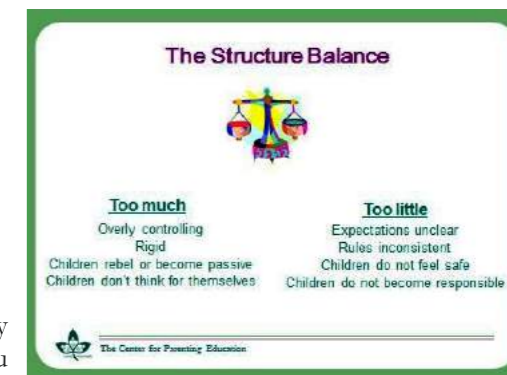 The Structure Balance
Too much
Overly controlling
Rigid
Children rebel or become passive
Children don't think for themselves
Too little
Expectations unclear
Rules inconsistent
Children do not feel safe
Children do not become responsible
The Center for Parenting Education
y
u